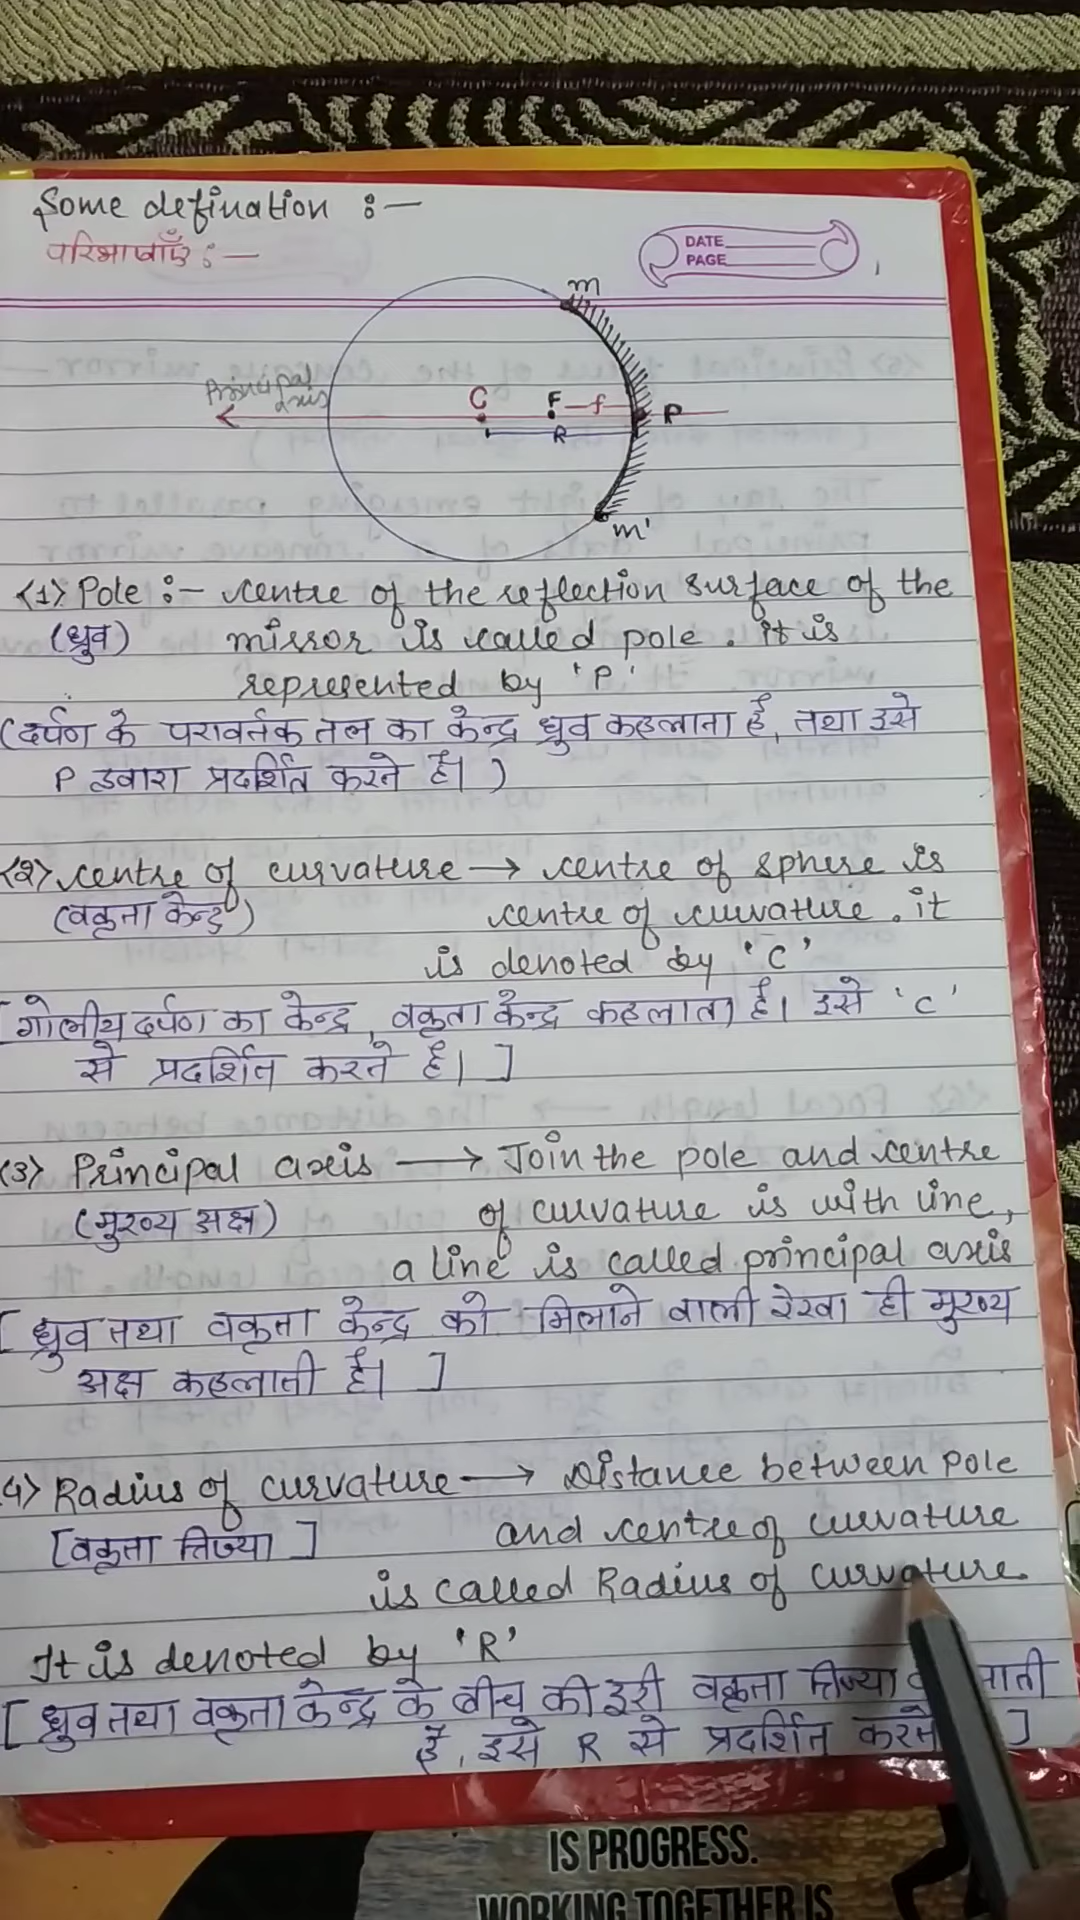 Some defination :—
परिभाषाएँ :—
DATE
PAGE
m
Principal
axis
C
F
f
P
R
m'
<1> Pole :- centre of the reflection surface of the
(ध्रुव) mirror is called pole. it is
represented by 'P'
(दर्पण के परावर्तक तल का केन्द्र ध्रुव कहलाता है, तथा उसे
P डवारा प्रदर्शित करते हैं। )
<2> centre of curvature → centre of sphere is
(वक्रता केन्द्र) centre of curvature. it
is denoted by 'C'
[गोलीय दर्पण का केन्द्र, वक्रता केन्द्र कहलाता है। इसे 'C'
से प्रदर्शित करते है। ]
<3> Principal axis → Join the pole and centre
(मुख्य अक्ष) of curvature is with line,
a line is called principal axis
[ ध्रुव तथा वक्रता केन्द्र को मिलाने वाली रेखा ही मुख्य
अक्ष कहलाती है। ]
<4> Radius of curvature → Distance between pole
[वक्रता त्रिज्या ] and centre of curvature
is called Radius of curvature.
It is denoted by 'R'
[ ध्रुव तथा वक्रता केन्द्र के बीच की दूरी वक्रता त्रिज्या
है, इसे R से प्रदर्शित करते ]
IS PROGRESS.
WORKING TOGETHER IS